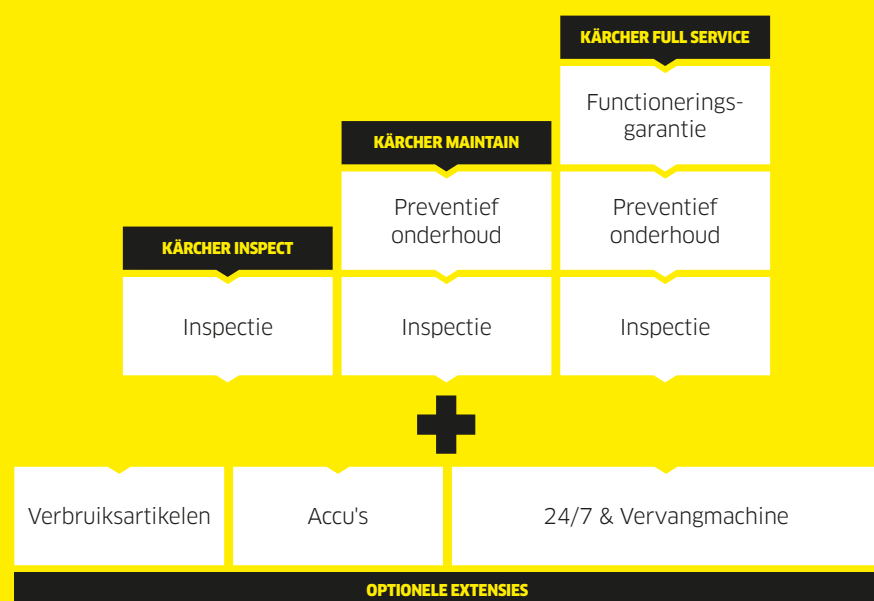 KÄRCHER FULL SERVICE
Functionerings-
garantie
KÄRCHER MAINTAIN
Preventief
onderhoud
Preventief
onderhoud
KÄRCHER INSPECT
Inspectie
Inspectie
Inspectie
Verbruiksartikelen
Accu's
24/7 & Vervangmachine
OPTIONELE EXTENSIES